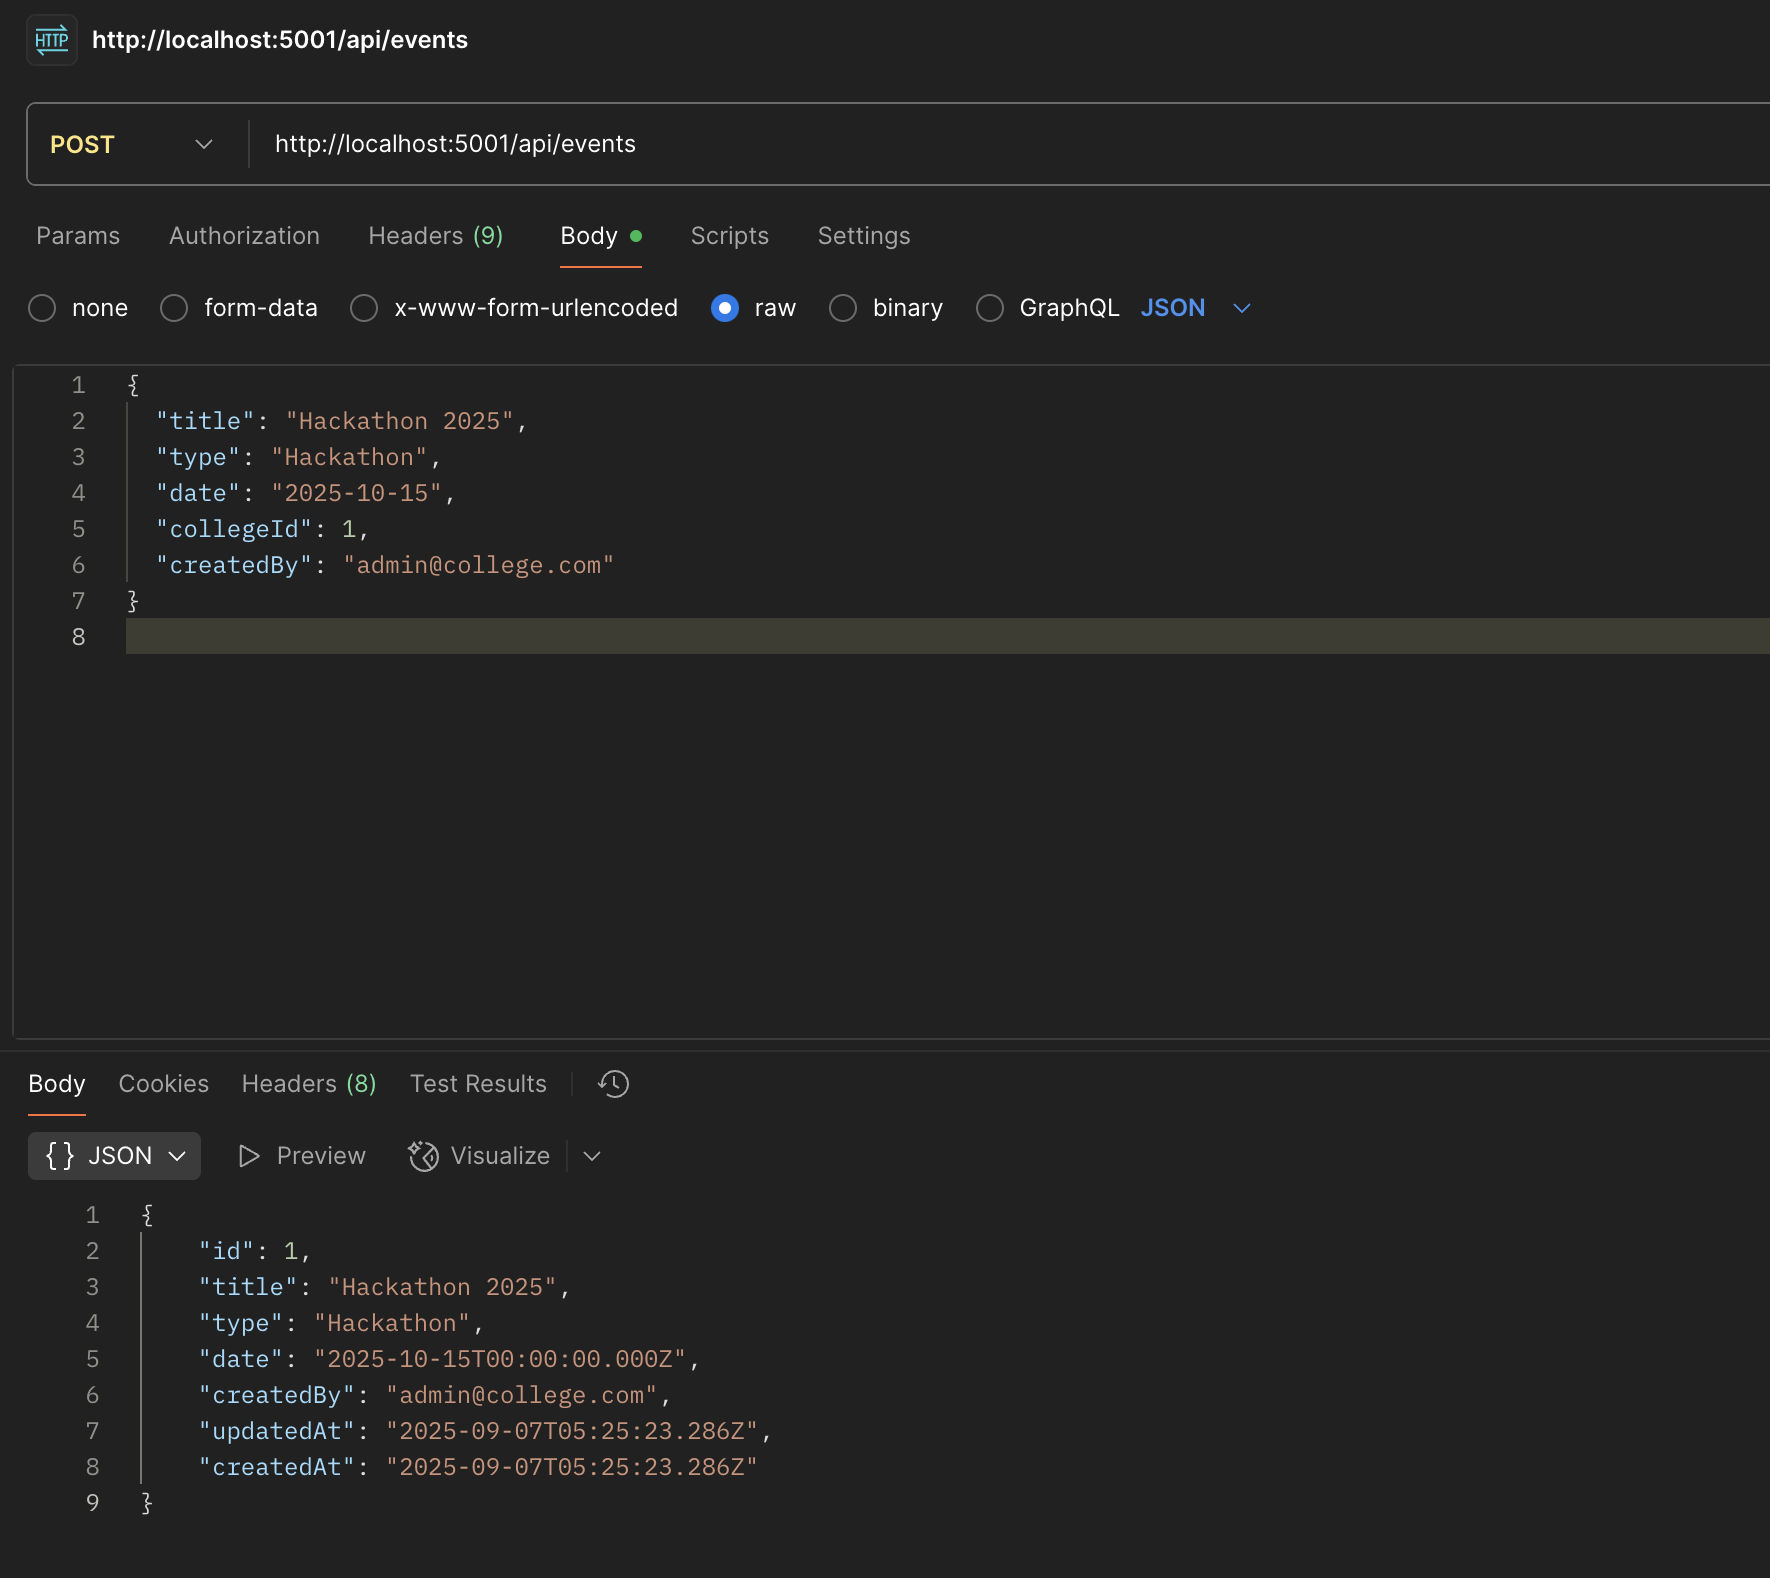 HTTP http://localhost:5001/api/events
POST http://localhost:5001/api/events
Params Authorization Headers (9) Body Scripts Settings
none form-data x-www-form-urlencoded raw binary GraphQL JSON
1 {
2 "title": "Hackathon 2025",
3 "type": "Hackathon",
4 "date": "2025-10-15",
5 "collegeId": 1,
6 "createdBy": "admin@college.com"
7 }
8
Body Cookies Headers (8) Test Results
{ } JSON Preview Visualize
1 {
2 "id": 1,
3 "title": "Hackathon 2025",
4 "type": "Hackathon",
5 "date": "2025-10-15T00:00:00.000Z",
6 "createdBy": "admin@college.com",
7 "updatedAt": "2025-09-07T05:25:23.286Z",
8 "createdAt": "2025-09-07T05:25:23.286Z"
9 }